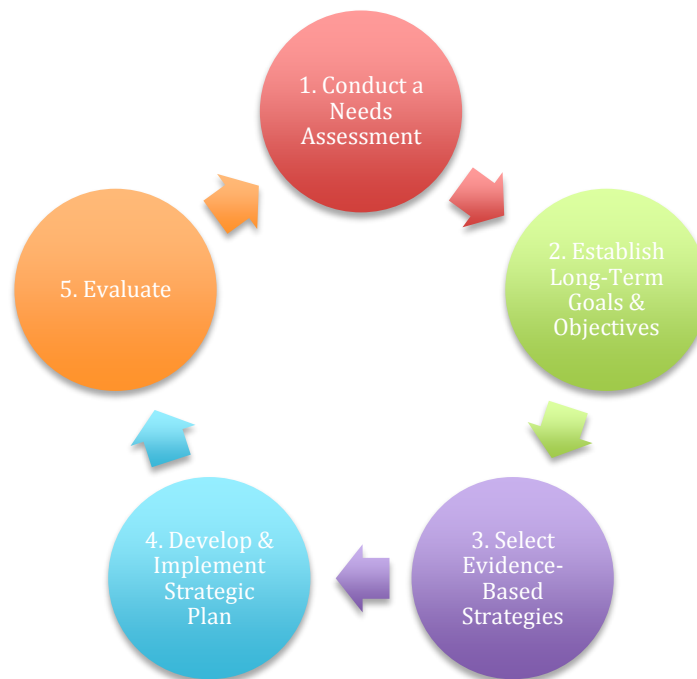 1. Conduct a
Needs
Assessment
2. Establish
Long-Term
Goals &
Objectives
3. Select
Evidence-
Based
Strategies
4. Develop &
Implement
Strategic
Plan
5. Evaluate